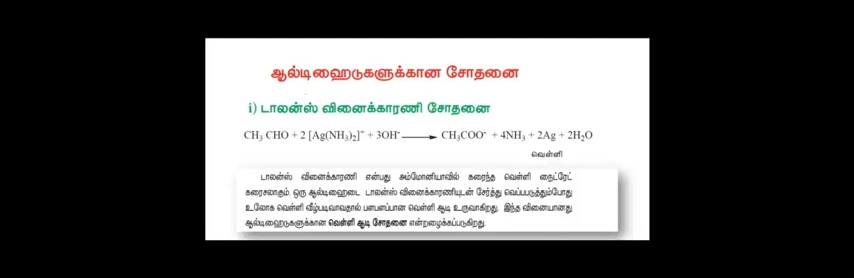 ஆல்டிஹைடுகளுக்கான சோதனை
i) டாலன்ஸ் வினைக்காரணி சோதனை
CH₃ CHO + 2 [Ag(NH₃)₂]⁺ + 3OH⁻ ⟶ CH₃COO⁻ + 4NH₃ + 2Ag + 2H₂O
வெள்ளி
டாலன்ஸ் வினைக்காரணி என்பது அம்மோனியாவில் கரைந்த வெள்ளி நைட்ரேட்
கரைசலாகும். ஒரு ஆல்டிஹைடை டாலன்ஸ் வினைக்காரணியுடன் சேர்த்து வெப்படுத்தும்போது
உலோக வெள்ளி வீழ்படிவாவதால் பளபளப்பான வெள்ளி ஆடி உருவாகிறது. இந்த வினையானது
ஆல்டிஹைடுகளுக்கான வெள்ளி ஆடி சோதனை என்றழைக்கப்படுகிறது.